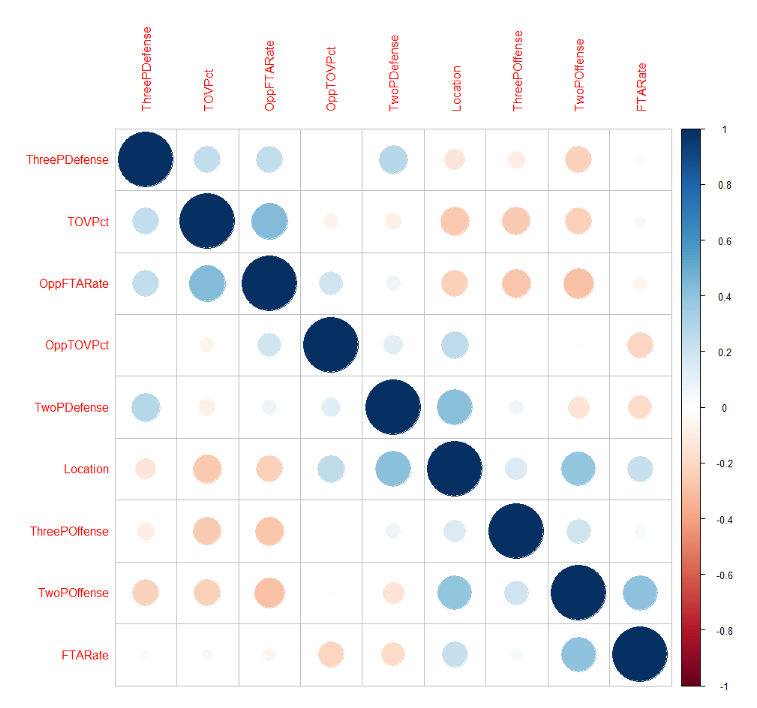 ThreePDefense
TOVPct
OppFTARate
OppTOVPct
TwoPDefense
Location
ThreePOffense
TwoPOffense
FTARate
ThreePDefense
TOVPct
OppFTARate
OppTOVPct
TwoPDefense
Location
ThreePOffense
TwoPOffense
FTARate
1
0.8
0.6
0.4
0.2
0
-0.2
-0.4
-0.6
-0.8
-1